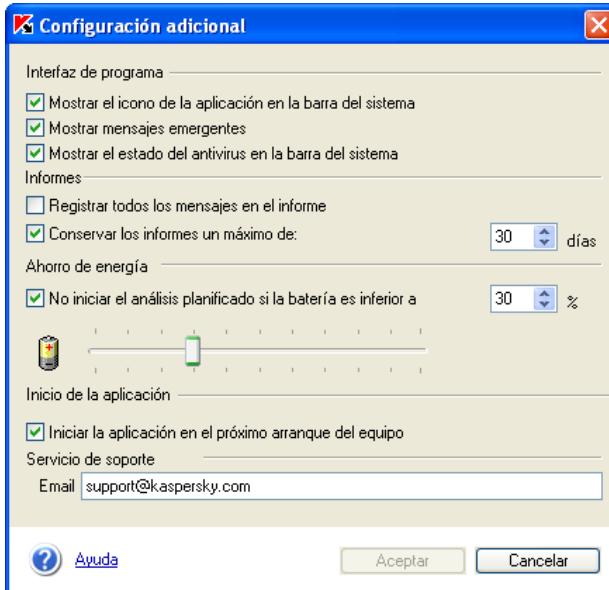 Configuración adicional
Interfaz de programa
Mostrar el icono de la aplicación en la barra del sistema
Mostrar mensajes emergentes
Mostrar el estado del antivirus en la barra del sistema
Informes
Registrar todos los mensajes en el informe
Conservar los informes un máximo de: 30 días
Ahorro de energía
No iniciar el análisis planificado si la batería es inferior a 30 %
Inicio de la aplicación
Iniciar la aplicación en el próximo arranque del equipo
Servicio de soporte
Email support@kaspersky.com
Ayuda Aceptar Cancelar